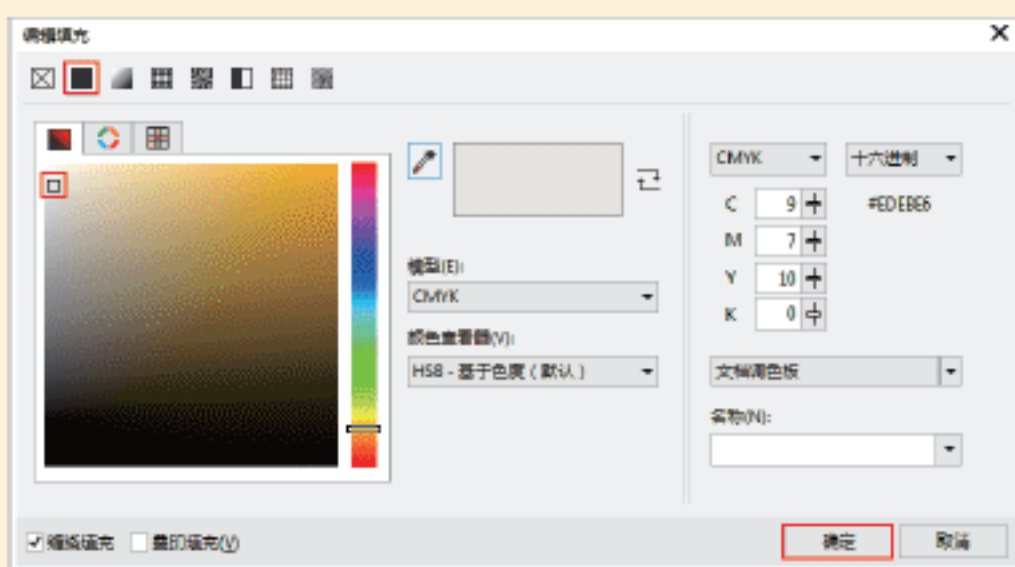 编辑填充
CMYK 十六进制
C 9 #EDEBE6
M 7
模型(E):
Y 10
CMYK
K 0
颜色查看器(V):
HSB - 基于色度 ( 默认 )
文档调色板
名称(N):
缠绕填充 叠印填充(V)
确定 取消